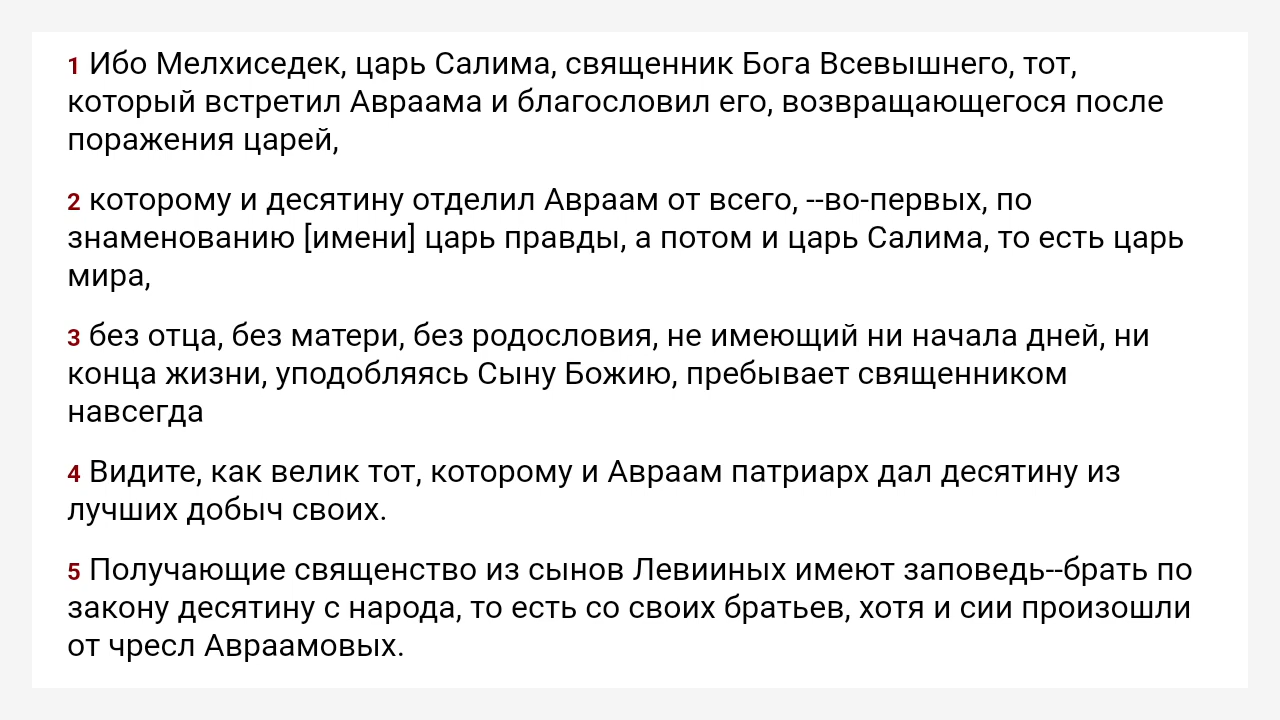 1 Ибо Мелхиседек, царь Салима, священник Бога Всевышнего, тот,
который встретил Авраама и благословил его, возвращающегося после
поражения царей,
2 которому и десятину отделил Авраам от всего, --во-первых, по
знаменованию [имени] царь правды, а потом и царь Салима, то есть царь
мира,
3 без отца, без матери, без родословия, не имеющий ни начала дней, ни
конца жизни, уподобляясь Сыну Божию, пребывает священником
навсегда
4 Видите, как велик тот, которому и Авраам патриарх дал десятину из
лучших добыч своих.
5 Получающие священство из сынов Левииных имеют заповедь--брать по
закону десятину с народа, то есть со своих братьев, хотя и сии произошли
от чресл Авраамовых.